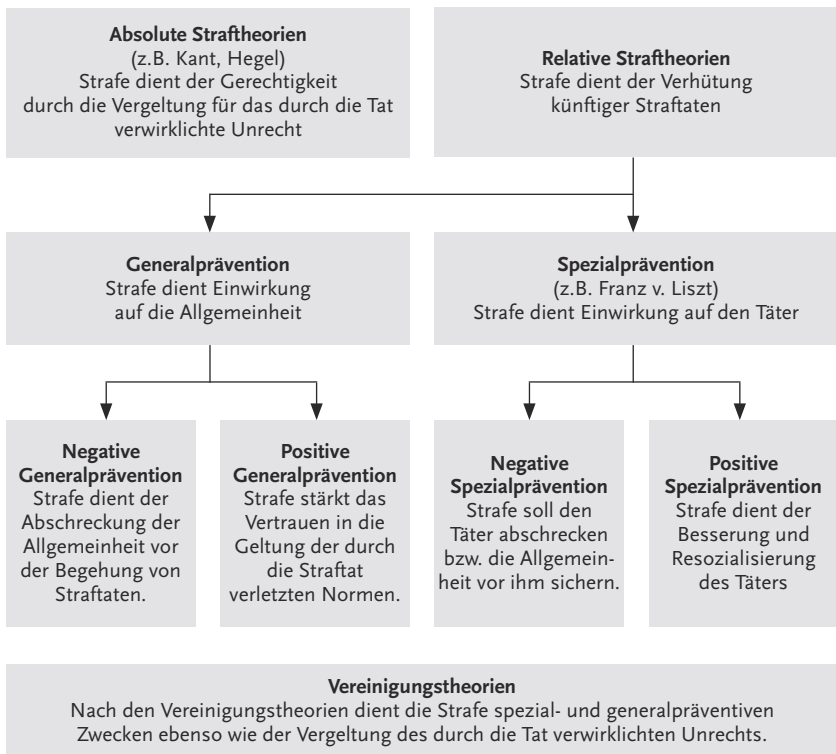 Absolute Straftheorien
(z.B. Kant, Hegel)
Strafe dient der Gerechtigkeit
durch die Vergeltung für das durch die Tat
verwirklichte Unrecht
Relative Straftheorien
Strafe dient der Verhütung
künftiger Straftaten
Generalprävention
Strafe dient Einwirkung
auf die Allgemeinheit
Spezialprävention
(z.B. Franz v. Liszt)
Strafe dient Einwirkung auf den Täter
Negative
Generalprävention
Strafe dient der
Abschreckung der
Allgemeinheit vor
der Begehung von
Straftaten.
Positive
Generalprävention
Strafe stärkt das
Vertrauen in die
Geltung der durch
die Straftat
verletzten Normen.
Negative
Spezialprävention
Strafe soll den
Täter abschrecken
bzw. die Allgemein-
heit vor ihm sichern.
Positive
Spezialprävention
Strafe dient der
Besserung und
Resozialisierung
des Täters
Vereinigungstheorien
Nach den Vereinigungstheorien dient die Strafe spezial- und generalpräventiven
Zwecken ebenso wie der Vergeltung des durch die Tat verwirklichten Unrechts.